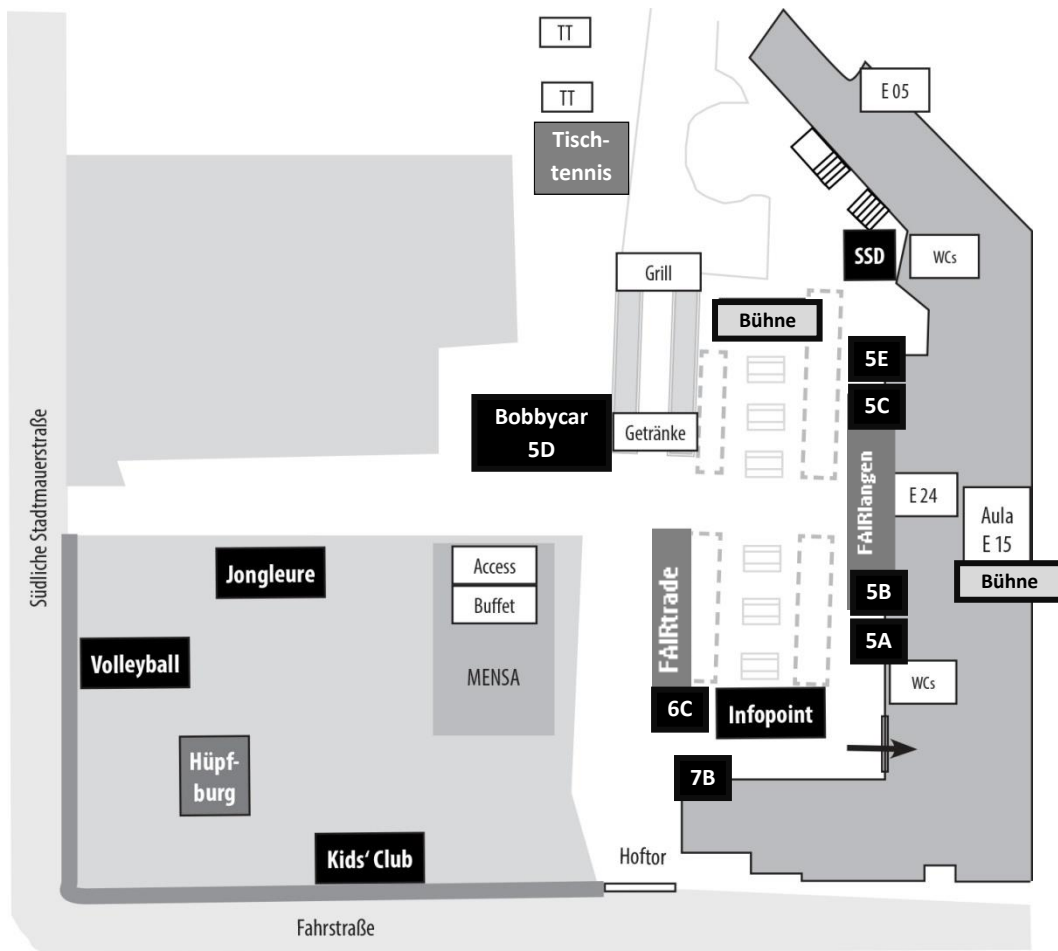 TT
E 05
TT
Tisch-
tennis
SSD
WCs
Grill
Bühne
5E
5C
Bobbycar
5D
Getränke
FAIRlangen
E 24
Aula
E 15
Bühne
Südliche Stadtmauerstraße
Jongleure
Access
Buffet
MENSA
FAIRtrade
5B
5A
Volleyball
WCs
6C
Infopoint
Hüpf-
burg
7B
Kids‘ Club
Hoftor
Fahrstraße